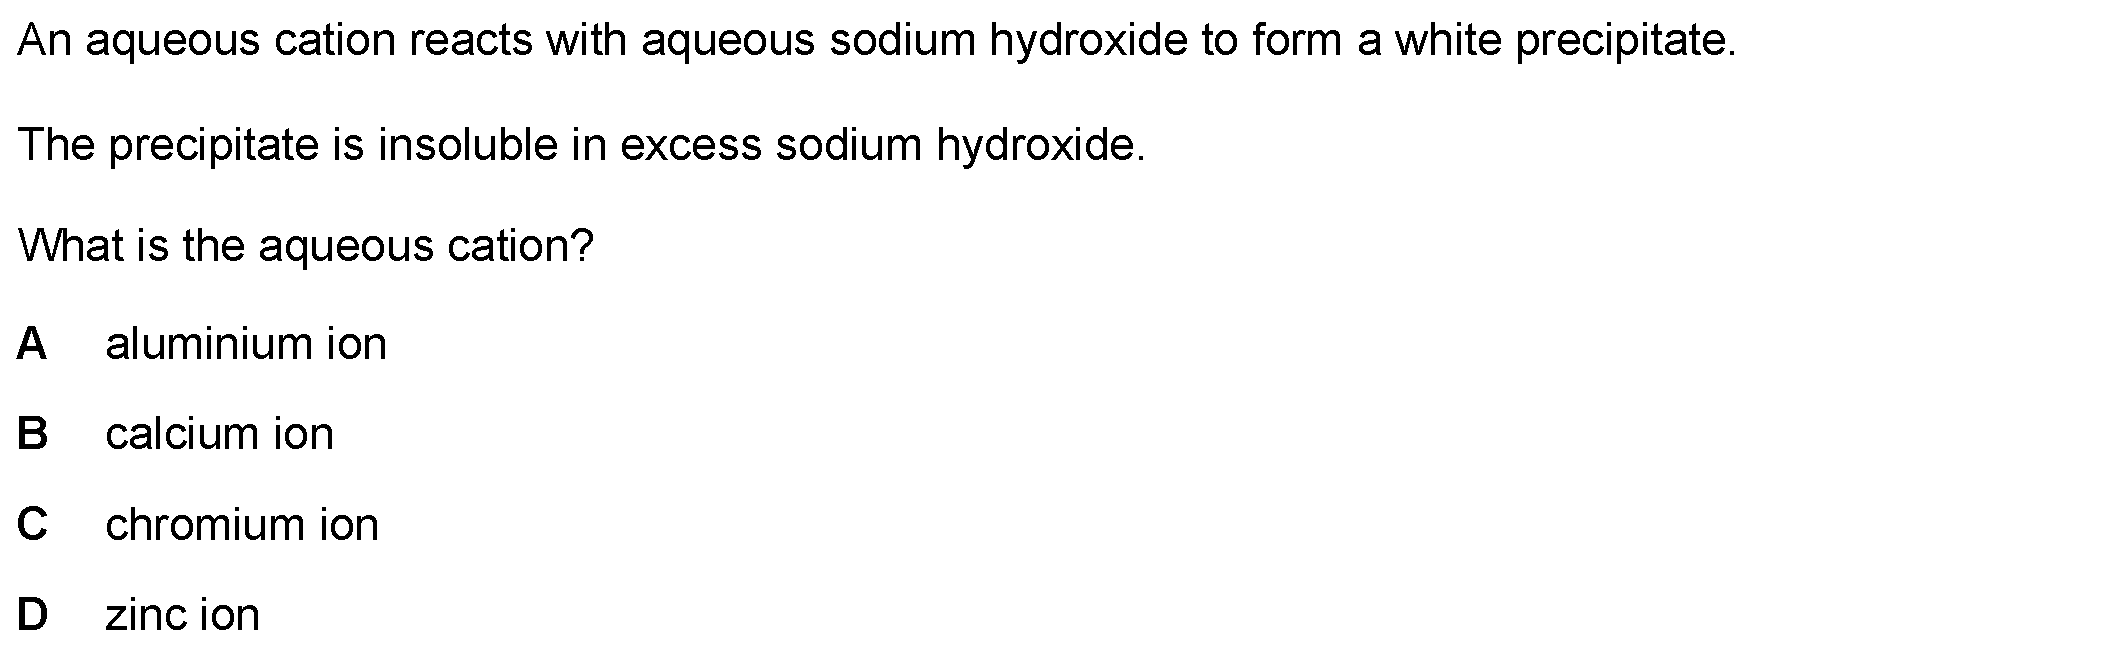 An aqueous cation reacts with aqueous sodium hydroxide to form a white precipitate.
The precipitate is insoluble in excess sodium hydroxide.
What is the aqueous cation?
A aluminium ion
B calcium ion
C chromium ion
D zinc ion